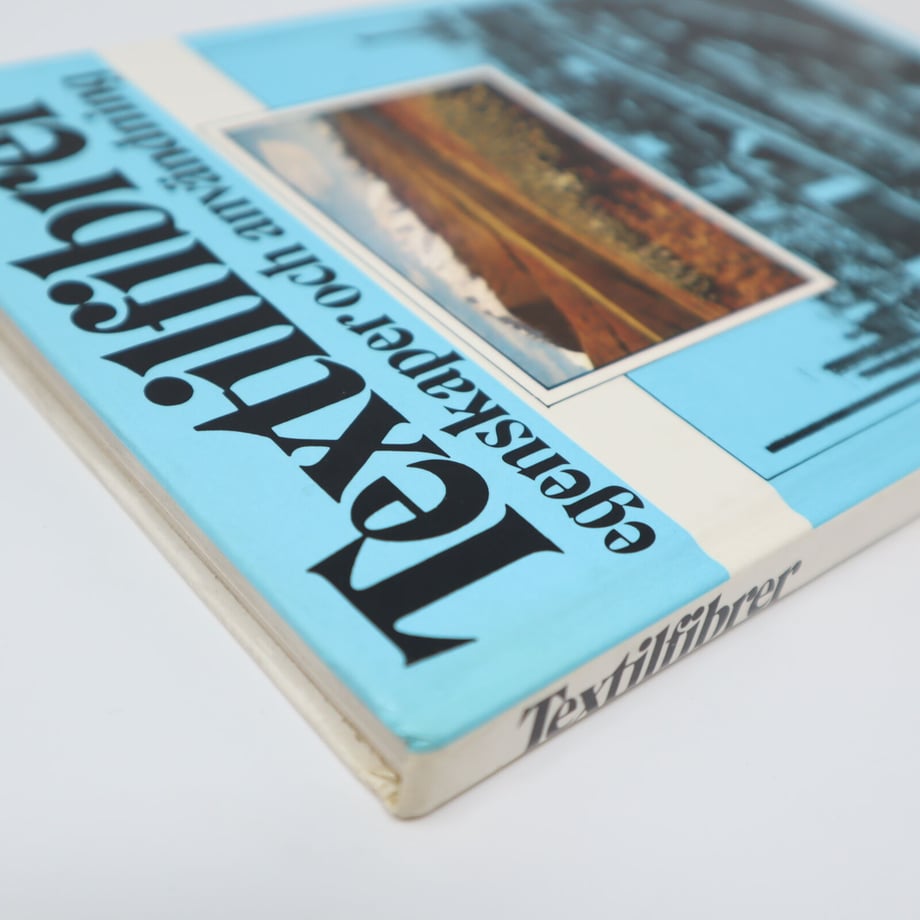 Textilfibrer
egenskaper och användning
Textilfibrer